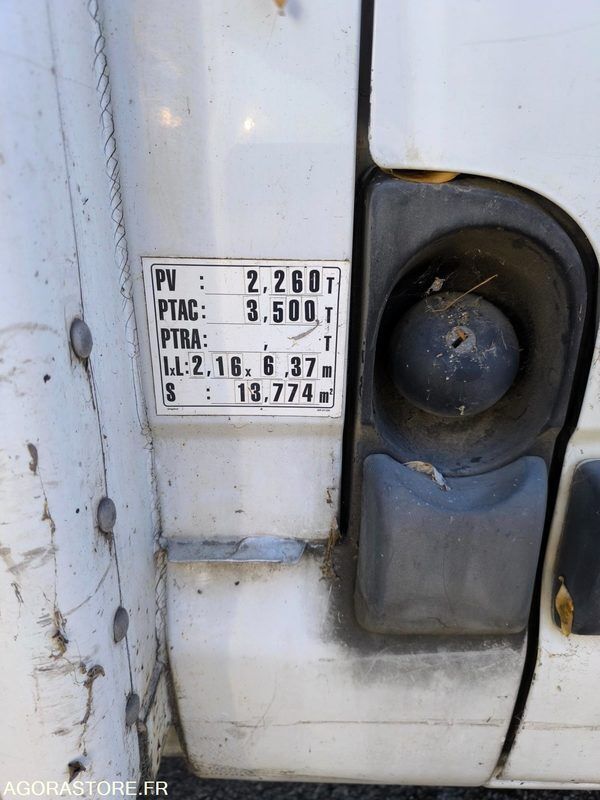 PV : 2,260 T
PTAC: 3,500 T
PTRA: , T
lxL: 2,16 x 6,37 m
S : 13,774 m²
AGORASTORE.FR